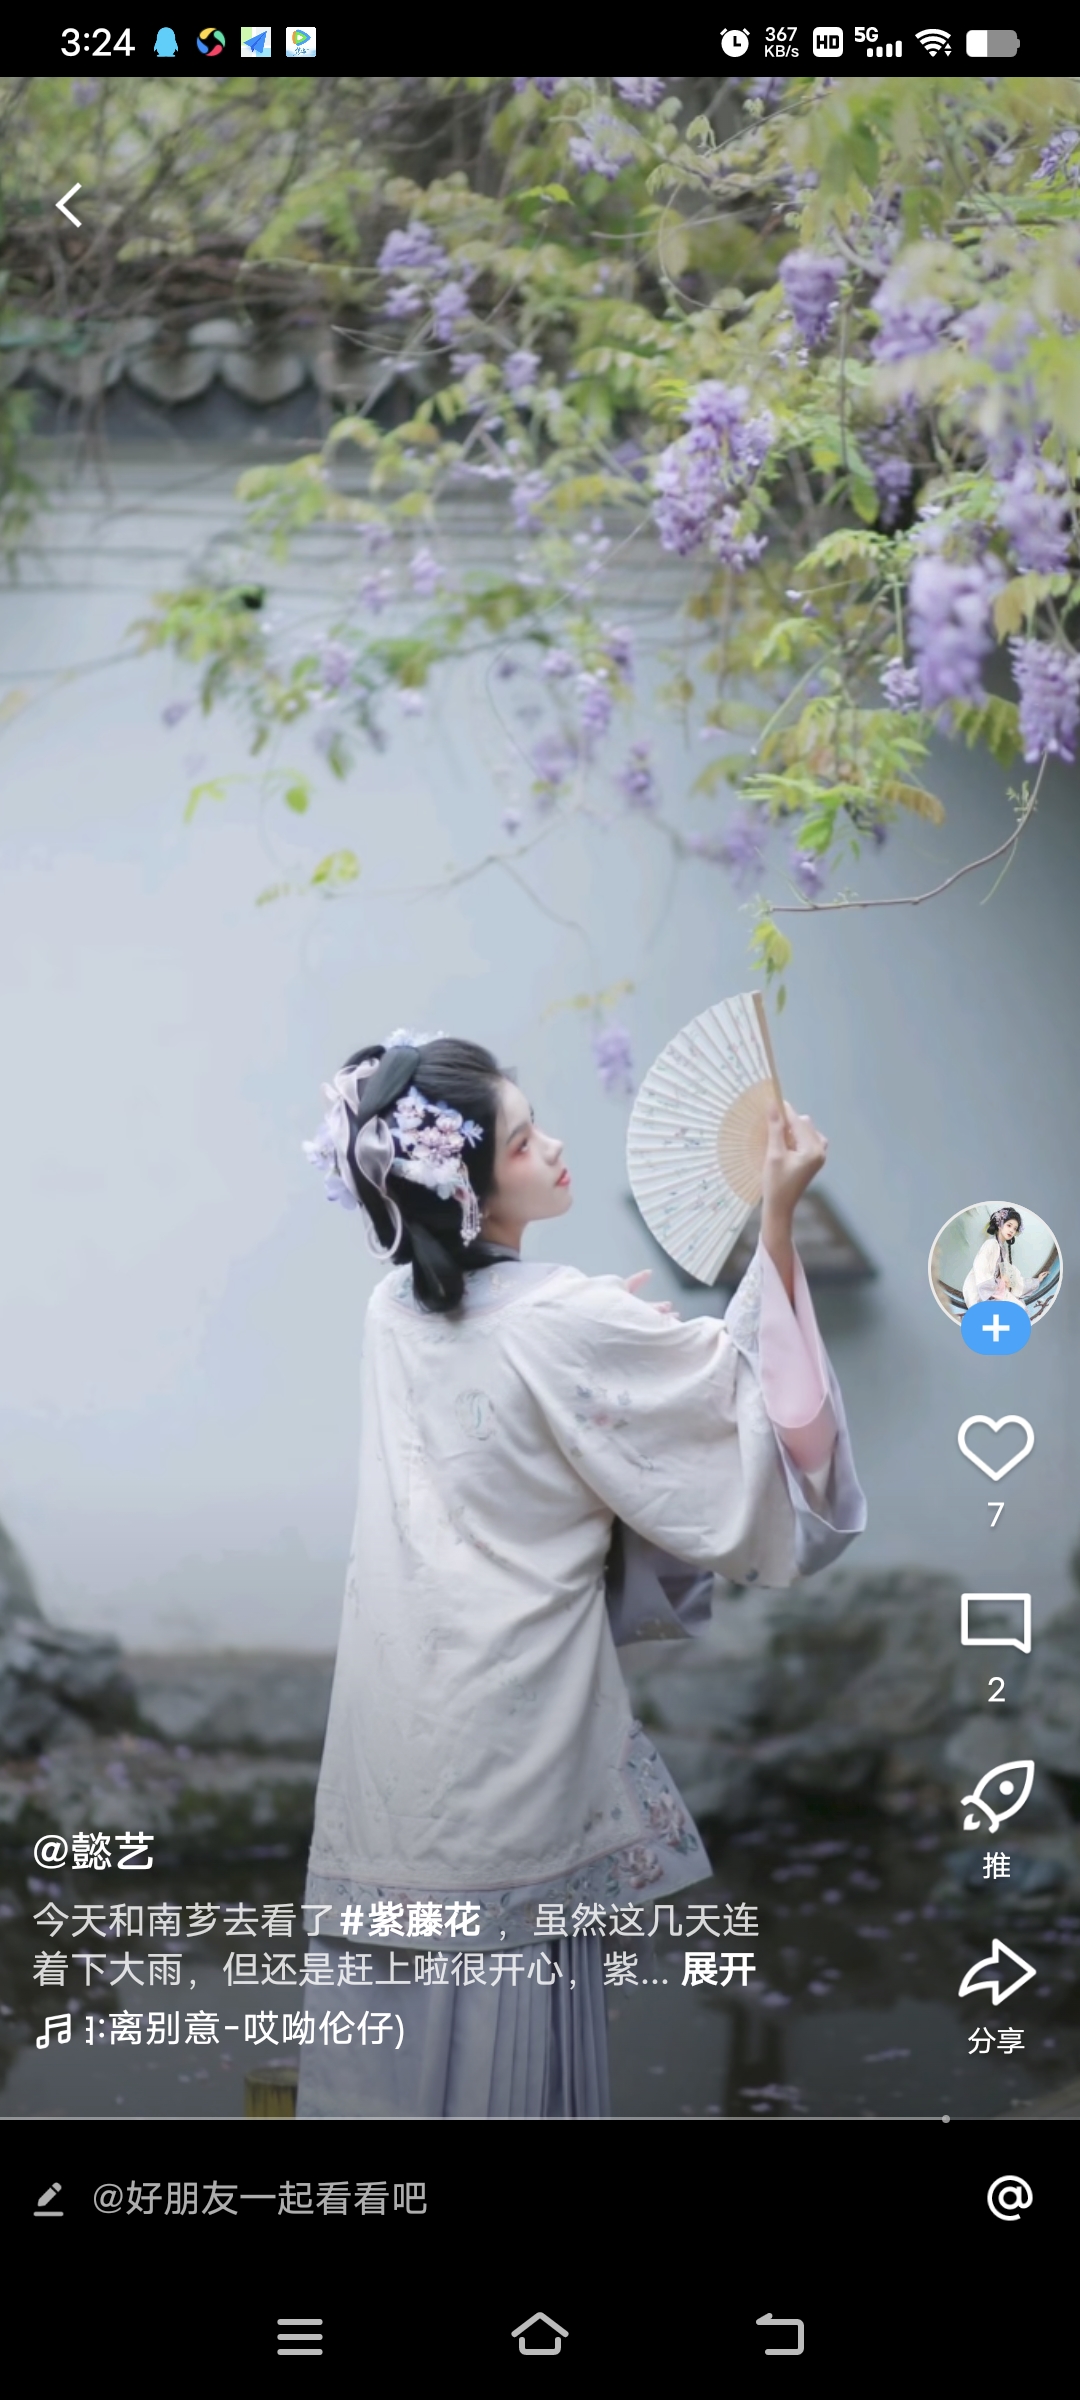 3:24
367
KB/s
HD
5G
7
2
推
@懿艺
今天和南芗去看了#紫藤花 ，虽然这几天连
着下大雨，但还是赶上啦很开心，紫... 展开
:离别意-哎呦伦仔)
分享
@好朋友一起看看吧
@